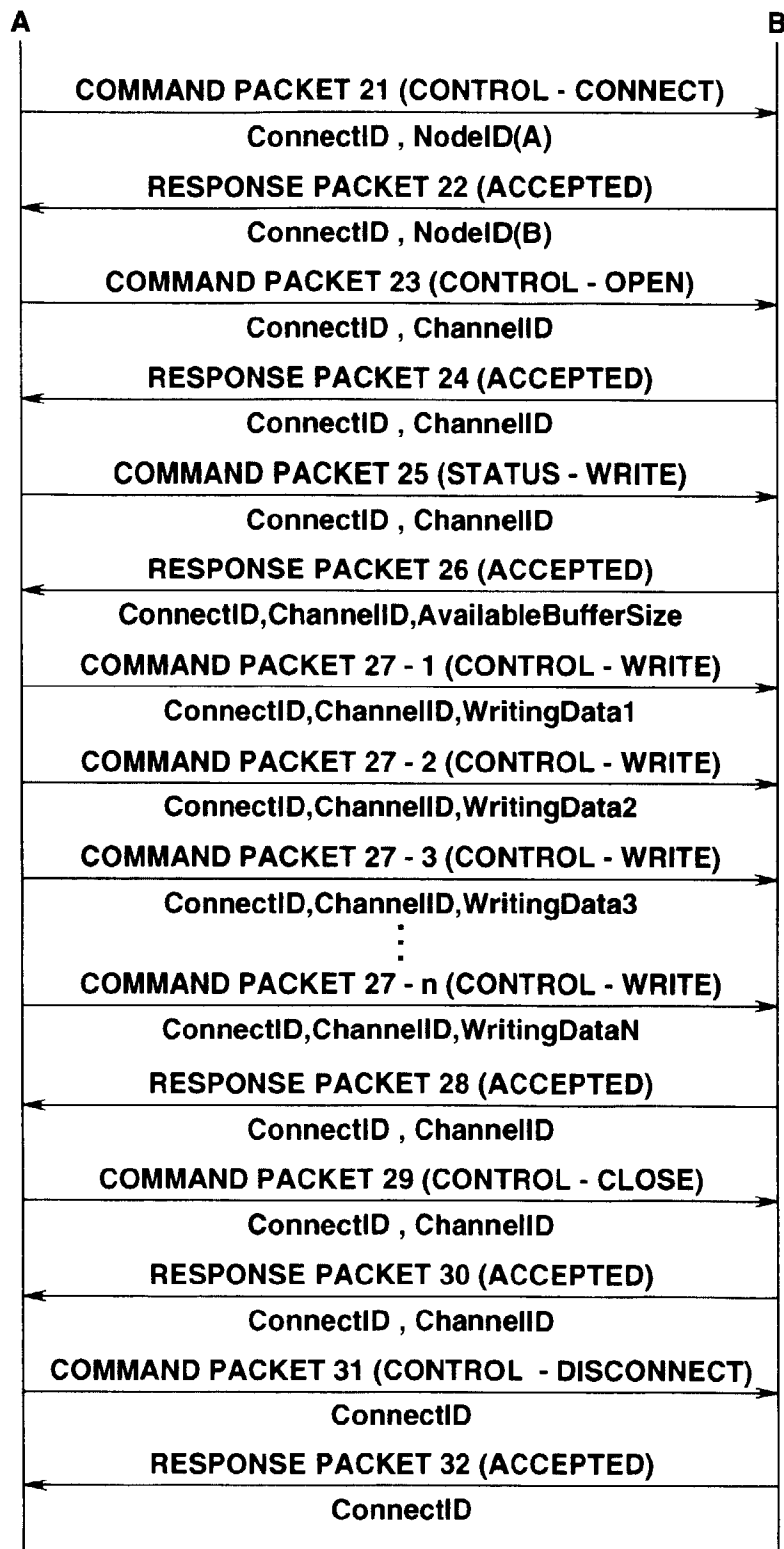 A B
COMMAND PACKET 21 (CONTROL - CONNECT)
ConnectID , NodeID(A)
RESPONSE PACKET 22 (ACCEPTED)
ConnectID , NodeID(B)
COMMAND PACKET 23 (CONTROL - OPEN)
ConnectID , ChannelID
RESPONSE PACKET 24 (ACCEPTED)
ConnectID , ChannelID
COMMAND PACKET 25 (STATUS - WRITE)
ConnectID , ChannelID
RESPONSE PACKET 26 (ACCEPTED)
ConnectID,ChannelID,AvailableBufferSize
COMMAND PACKET 27 - 1 (CONTROL - WRITE)
ConnectID,ChannelID,WritingData1
COMMAND PACKET 27 - 2 (CONTROL - WRITE)
ConnectID,ChannelID,WritingData2
COMMAND PACKET 27 - 3 (CONTROL - WRITE)
ConnectID,ChannelID,WritingData3
⋮
COMMAND PACKET 27 - n (CONTROL - WRITE)
ConnectID,ChannelID,WritingDataN
RESPONSE PACKET 28 (ACCEPTED)
ConnectID , ChannelID
COMMAND PACKET 29 (CONTROL - CLOSE)
ConnectID , ChannelID
RESPONSE PACKET 30 (ACCEPTED)
ConnectID , ChannelID
COMMAND PACKET 31 (CONTROL - DISCONNECT)
ConnectID
RESPONSE PACKET 32 (ACCEPTED)
ConnectID